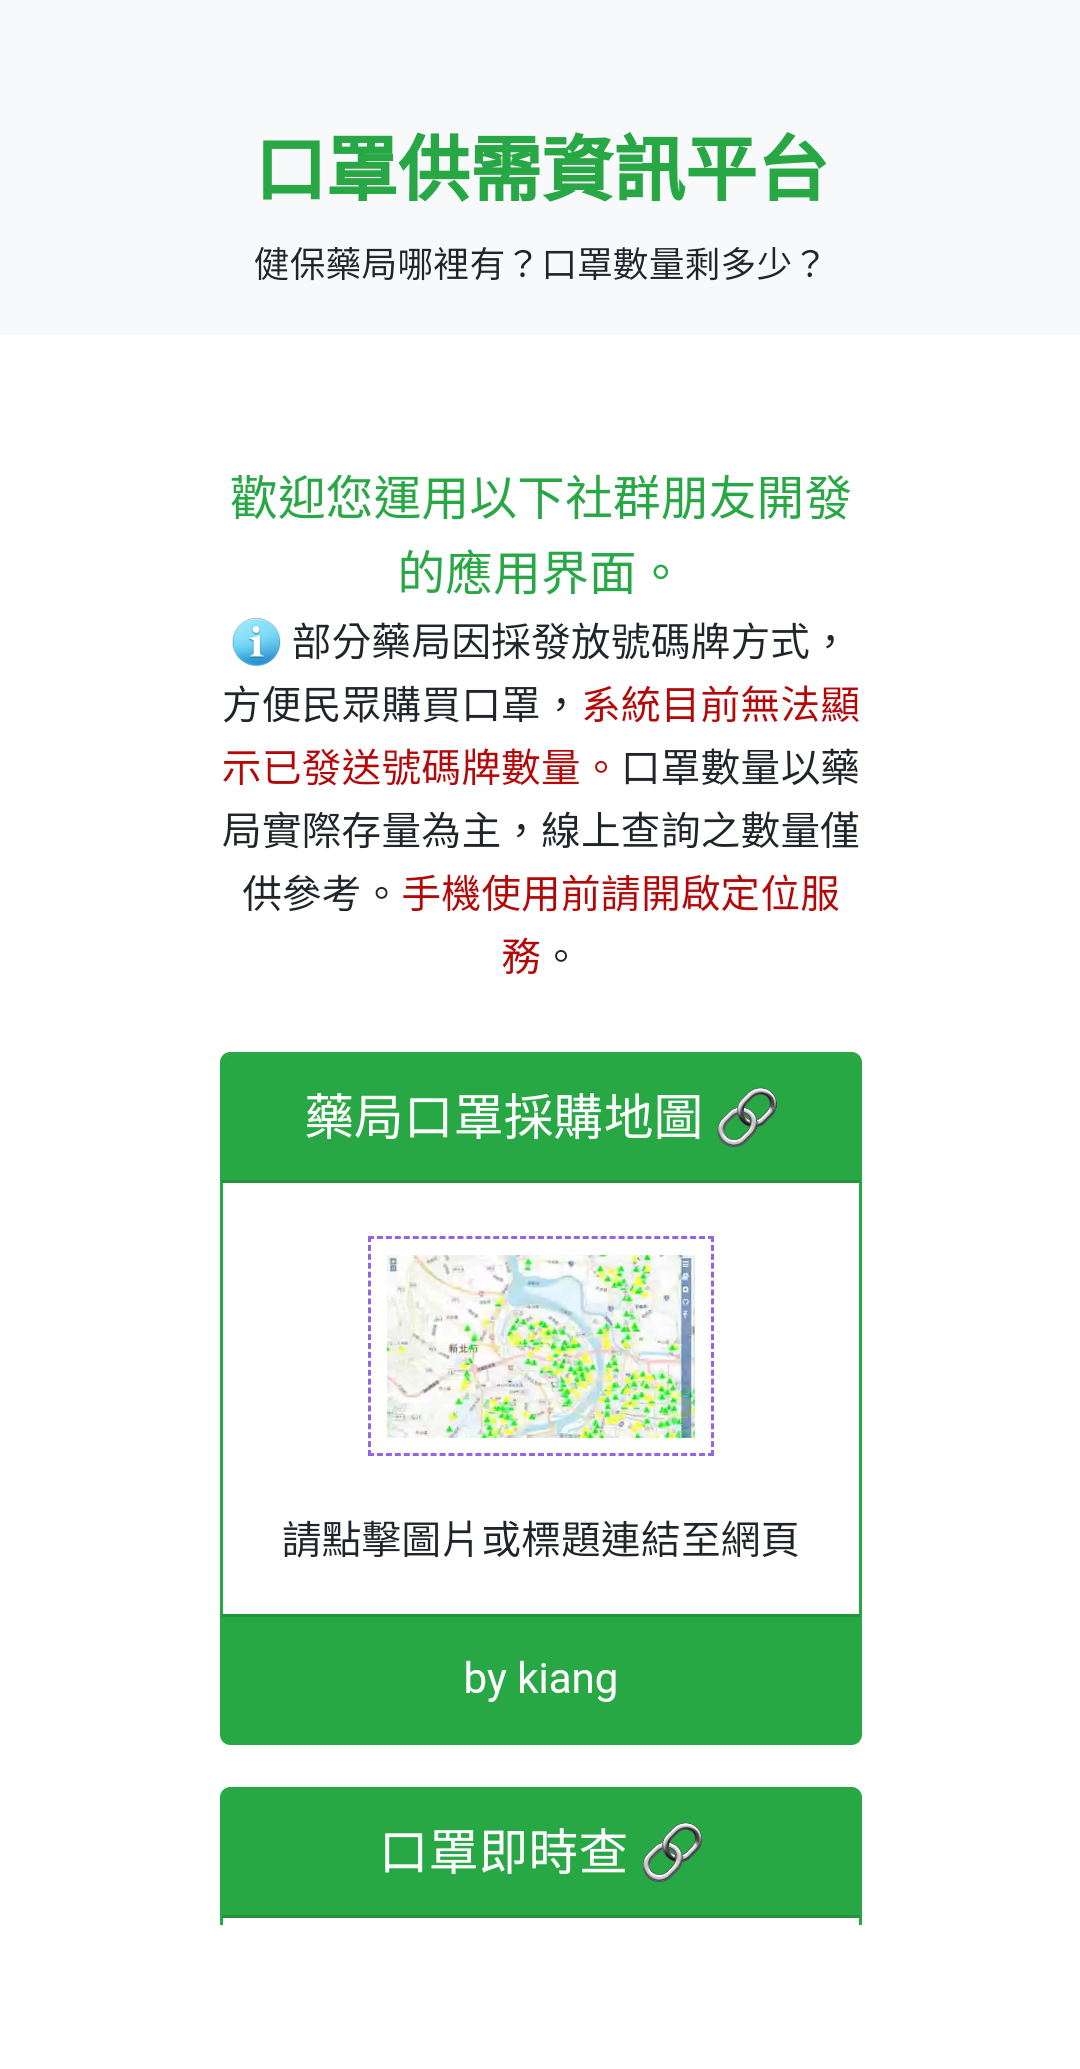 口罩供需資訊平台
健保藥局哪裡有？口罩數量剩多少？
歡迎您運用以下社群朋友開發
的應用界面。
部分藥局因採發放號碼牌方式，
方便民眾購買口罩，系統目前無法顯
示已發送號碼牌數量。口罩數量以藥
局實際存量為主，線上查詢之數量僅
供參考。手機使用前請開啟定位服
務。
藥局口罩採購地圖
新北市
請點擊圖片或標題連結至網頁
by kiang
口罩即時查